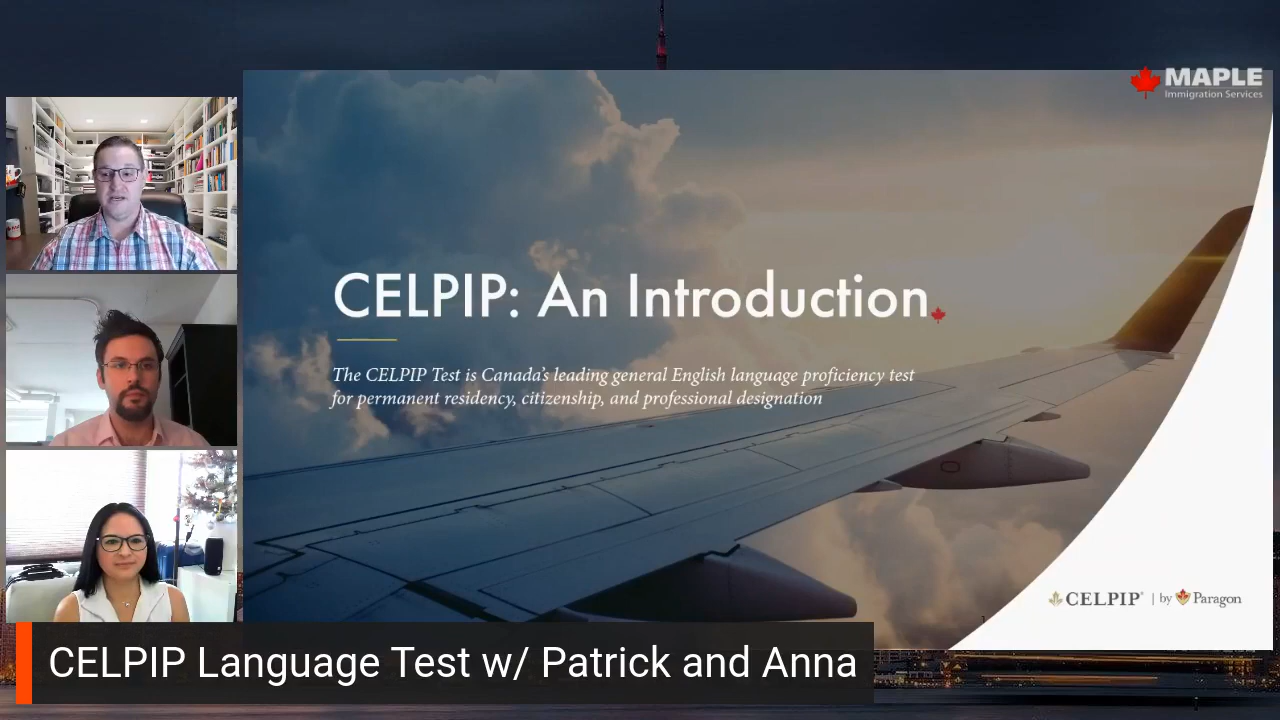 MAPLE
Immigration Services
CELPIP: An Introduction
The CELPIP Test is Canada's leading general English language proficiency test
for permanent residency, citizenship, and professional designation
CELPIP® | by Paragon
CELPIP Language Test w/ Patrick and Anna